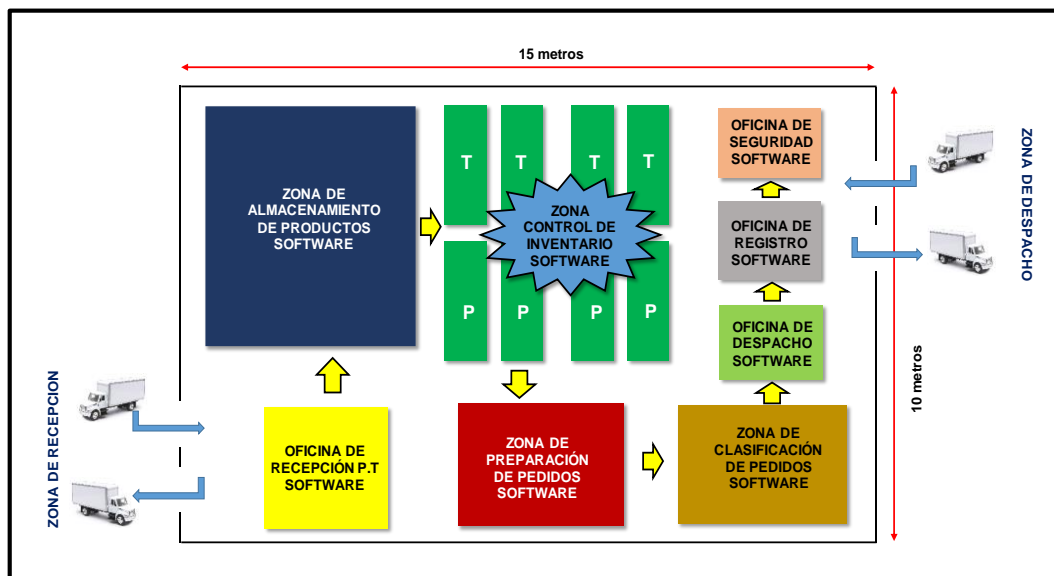 15 metros
ZONA DE
ALMACENAMIENTO
DE PRODUCTOS
SOFTWARE
T
T
T
T
ZONA
CONTROL DE
INVENTARIO
SOFTWARE
P
P
P
P
OFICINA DE
SEGURIDAD
SOFTWARE
OFICINA DE
REGISTRO
SOFTWARE
OFICINA DE
DESPACHO
SOFTWARE
ZONA DE DESPACHO
10 metros
ZONA DE RECEPCION
OFICINA DE
RECEPCIÓN P.T
SOFTWARE
ZONA DE
PREPARACIÓN
DE PEDIDOS
SOFTWARE
ZONA DE
CLASIFICACIÓN
DE PEDIDOS
SOFTWARE